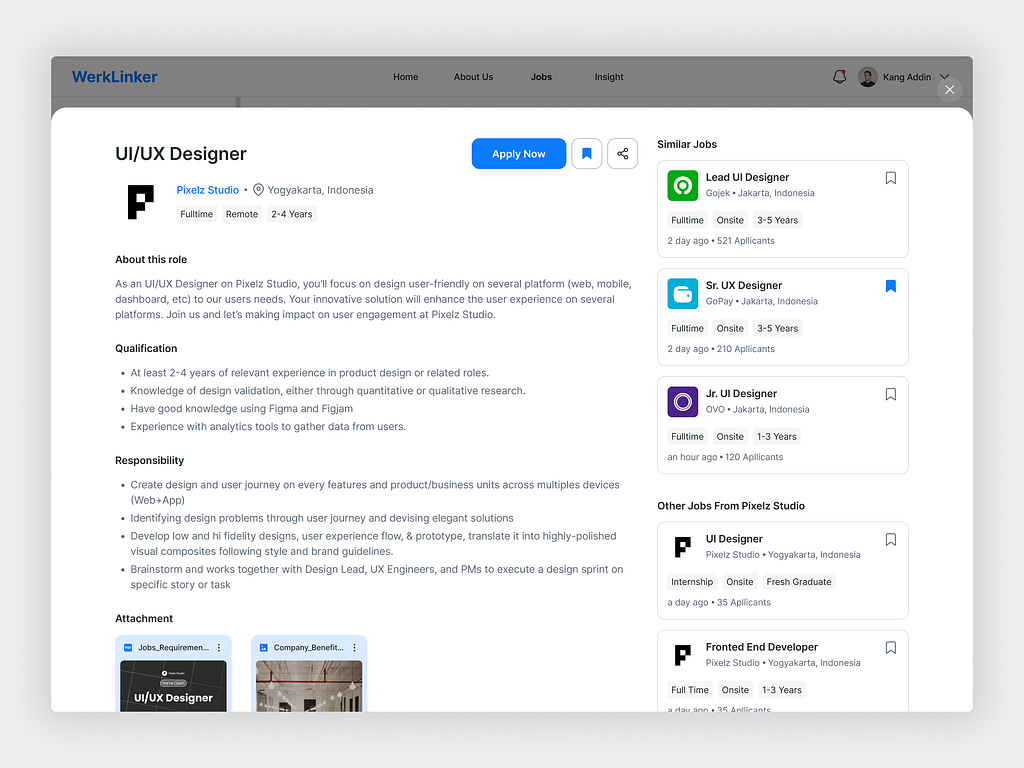 WerkLinker
Home
About Us
Jobs
Insight
Kang Addin
UI/UX Designer
Apply Now
Pixelz Studio • Yogyakarta, Indonesia
Fulltime
Remote
2-4 Years
About this role
As an UI/UX Designer on Pixelz Studio, you'll focus on design user-friendly on several platform (web, mobile,
dashboard, etc) to our users needs. Your innovative solution will enhance the user experience on several
platforms. Join us and let's making impact on user engagement at Pixelz Studio.
Qualification
• At least 2-4 years of relevant experience in product design or related roles.
• Knowledge of design validation, either through quantitative or qualitative research.
• Have good knowledge using Figma and Figjam
• Experience with analytics tools to gather data from users.
Responsibility
• Create design and user journey on every features and product/business units across multiples devices
(Web+App)
• Identifying design problems through user journey and devising elegant solutions
• Develop low and hi fidelity designs, user experience flow, & prototype, translate it into highly-polished
visual composites following style and brand guidelines.
• Brainstorm and works together with Design Lead, UX Engineers, and PMs to execute a design sprint on
specific story or task
Attachment
Jobs_Requiremen...
Pixelz Studio
We're Open!
UI/UX Designer
Company_Benefit...
Similar Jobs
Lead UI Designer
Gojek • Jakarta, Indonesia
Fulltime
Onsite
3-5 Years
2 day ago • 521 Apllicants
Sr. UX Designer
GoPay • Jakarta, Indonesia
Fulltime
Onsite
3-5 Years
2 day ago • 210 Apllicants
Jr. UI Designer
OVO • Jakarta, Indonesia
Fulltime
Onsite
1-3 Years
an hour ago • 120 Apllicants
Other Jobs From Pixelz Studio
UI Designer
Pixelz Studio • Yogyakarta, Indonesia
Internship
Onsite
Fresh Graduate
a day ago • 35 Apllicants
Fronted End Developer
Pixelz Studio • Yogyakarta, Indonesia
Full Time
Onsite
1-3 Years
a day ago • 35 Apllicants